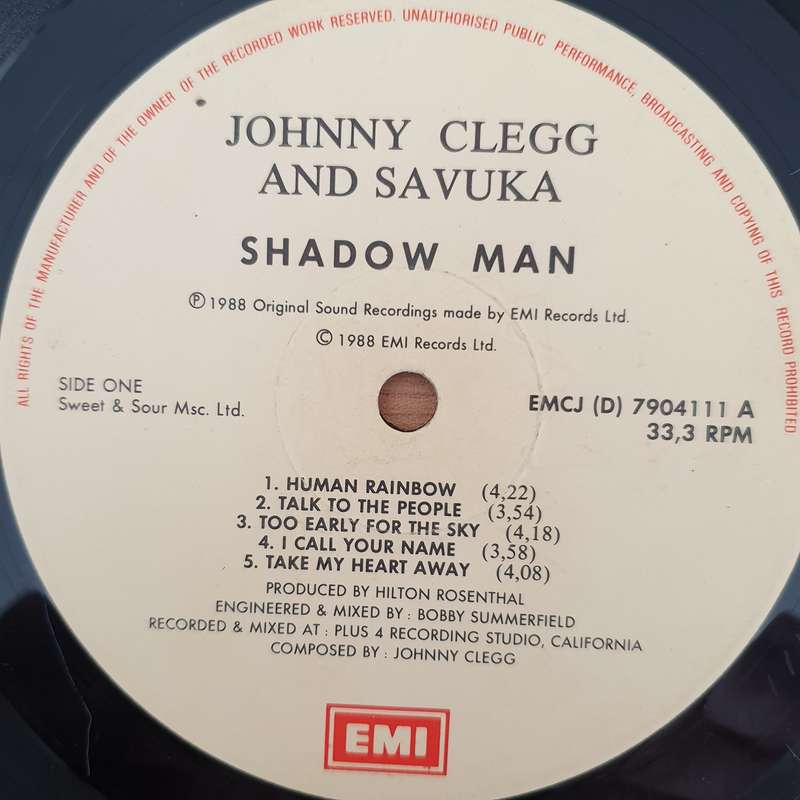 ALL RIGHTS OF THE MANUFACTURER AND OF THE OWNER OF THE RECORDED WORK RESERVED. UNAUTHORISED PUBLIC PERFORMANCE, BROADCASTING AND COPYING OF THIS RECORD PROHIBITED
JOHNNY CLEGG
AND SAVUKA
SHADOW MAN
Ⓟ 1988 Original Sound Recordings made by EMI Records Ltd.
© 1988 EMI Records Ltd.
SIDE ONE
Sweet & Sour Msc. Ltd.
EMCJ (D) 7904111 A
33,3 RPM
1. HUMAN RAINBOW (4,22)
2. TALK TO THE PEOPLE (3,54)
3. TOO EARLY FOR THE SKY (4,18)
4. I CALL YOUR NAME (3,58)
5. TAKE MY HEART AWAY (4,08)
PRODUCED BY HILTON ROSENTHAL
ENGINEERED & MIXED BY : BOBBY SUMMERFIELD
RECORDED & MIXED AT : PLUS 4 RECORDING STUDIO, CALIFORNIA
COMPOSED BY : JOHNNY CLEGG
EMI